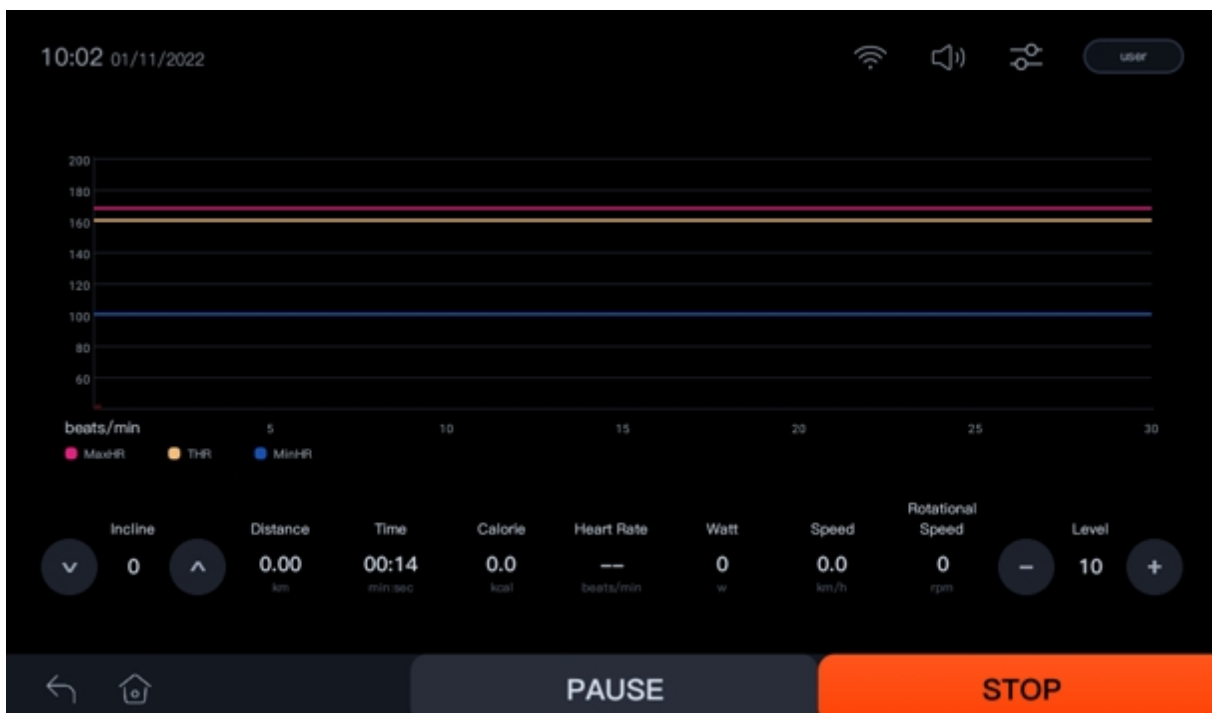 10:02 01/11/2022
user
200
180
160
140
120
100
80
60
beats/min 5 10 15 20 25 30
MaxHR THR MinHR
Incline Distance Time Calorie Heart Rate Watt Speed Rotational Speed Level
0 0.00 00:14 0.0 -- 0 0.0 0 − 10 +
km min:sec kcal beats/min w km/h rpm
PAUSE STOP